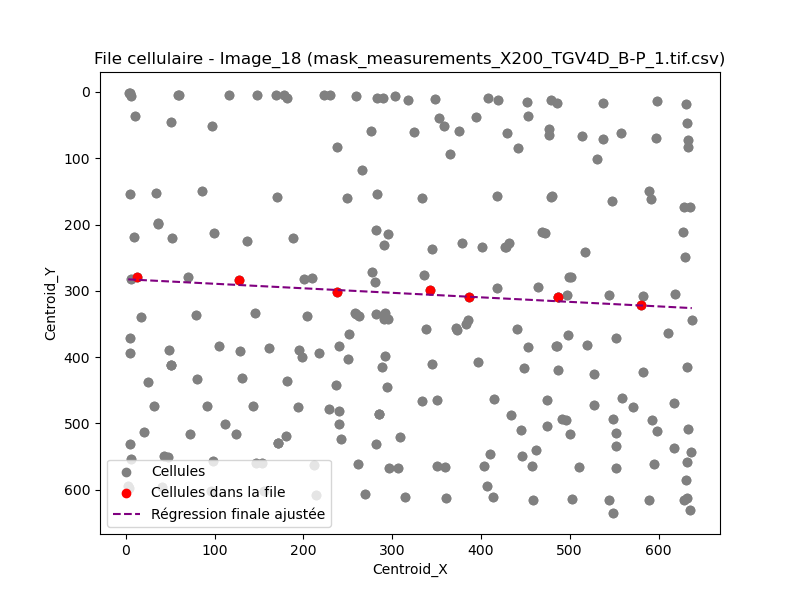 File cellulaire - Image_18 (mask_measurements_X200_TGV4D_B-P_1.tif.csv)
0
100
200
300
400
500
600
Centroid_Y
Cellules
Cellules dans la file
Régression finale ajustée
0 100 200 300 400 500 600
Centroid_X